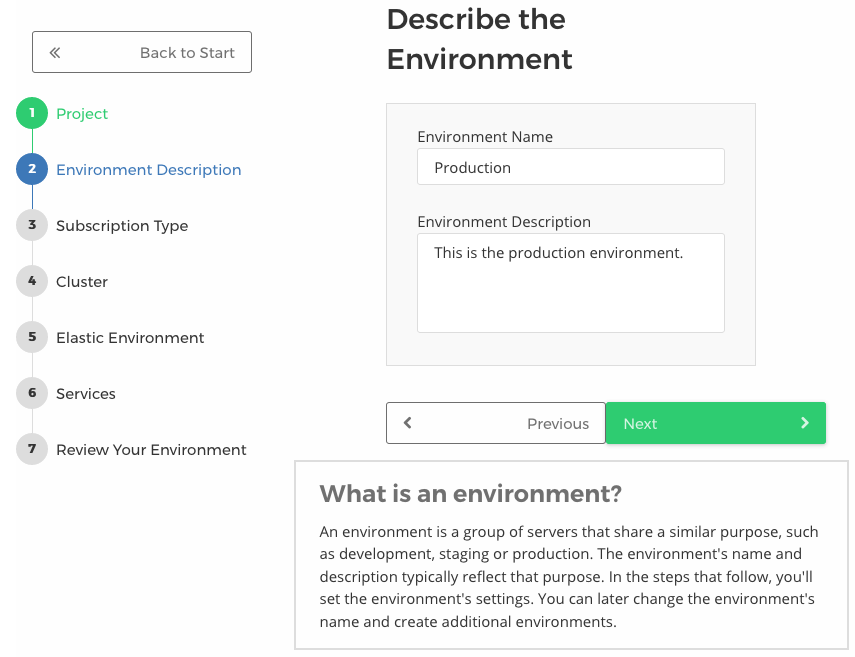 Back to Start
1 Project
2 Environment Description
3 Subscription Type
4 Cluster
5 Elastic Environment
6 Services
7 Review Your Environment
Describe the
Environment
Environment Name
Production
Environment Description
This is the production environment.
Previous
Next
What is an environment?
An environment is a group of servers that share a similar purpose, such
as development, staging or production. The environment's name and
description typically reflect that purpose. In the steps that follow, you'll
set the environment's settings. You can later change the environment's
name and create additional environments.